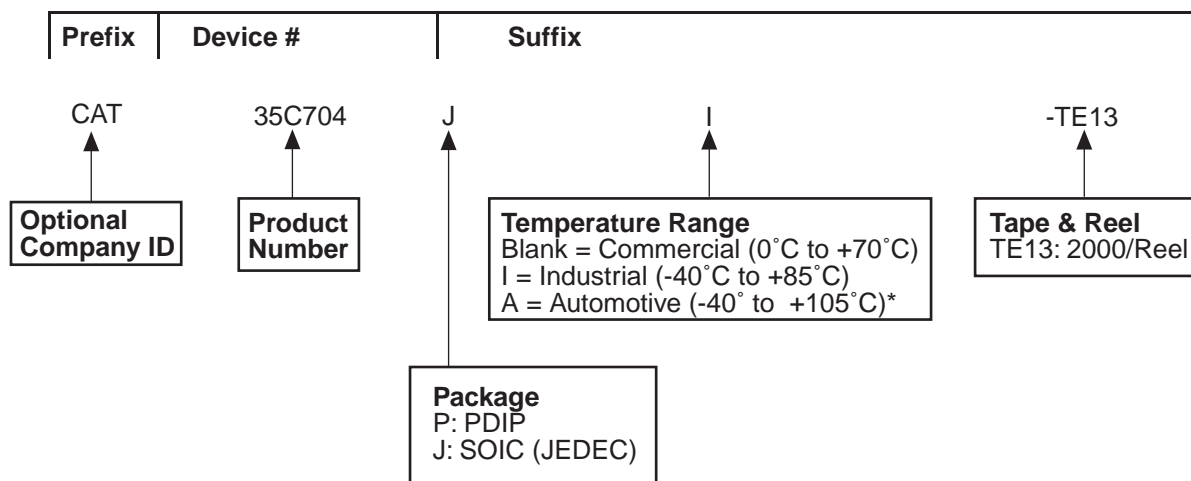 Prefix Device # Suffix
CAT 35C704 J I -TE13
Optional
Company ID
Product
Number
Temperature Range
Blank = Commercial (0˚C to +70˚C)
I = Industrial (-40˚C to +85˚C)
A = Automotive (-40˚ to +105˚C)*
Tape & Reel
TE13: 2000/Reel
Package
P: PDIP
J: SOIC (JEDEC)